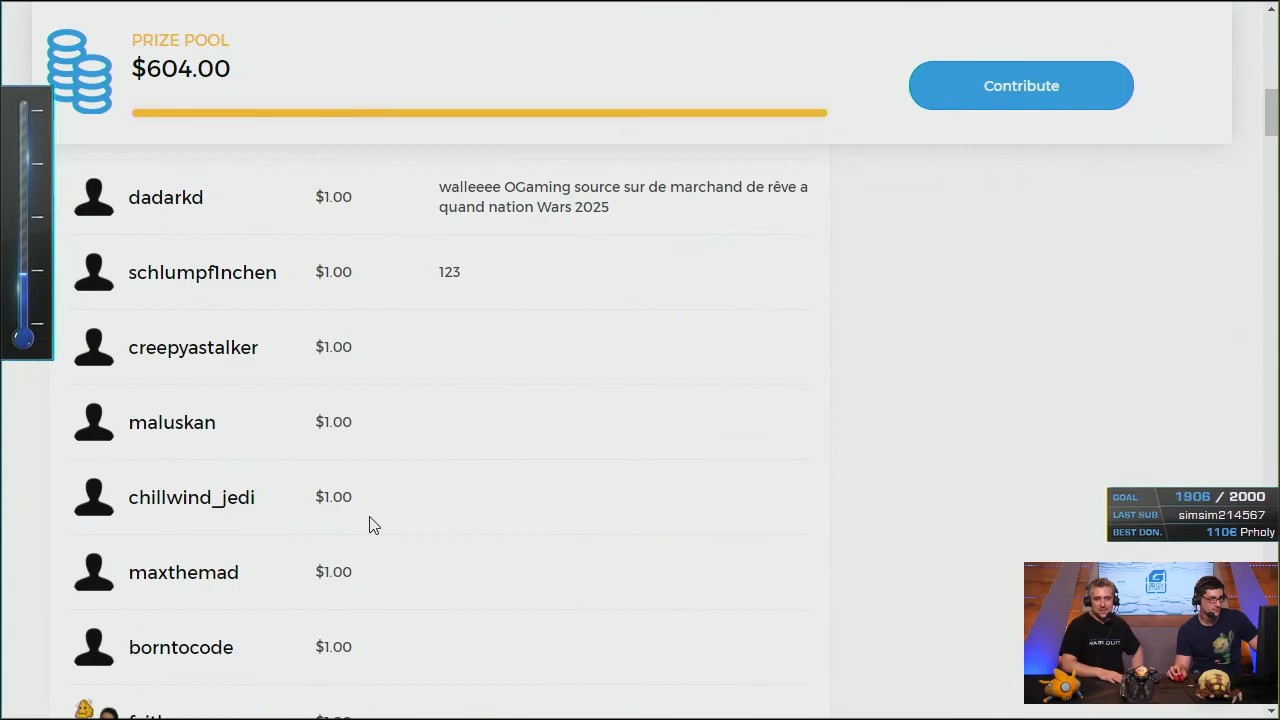 PRIZE POOL
$604.00
Contribute
dadarkd $1.00 walleeee OGaming source sur de marchand de rêve a
quand nation Wars 2025
schlumpf1nchen $1.00 123
creepyastalker $1.00
maluskan $1.00
chillwind_jedi $1.00
maxthemad $1.00
borntocode $1.00
GOAL 1906 / 2000
LAST SUB simsim214567
BEST DON. 110€ Prholy